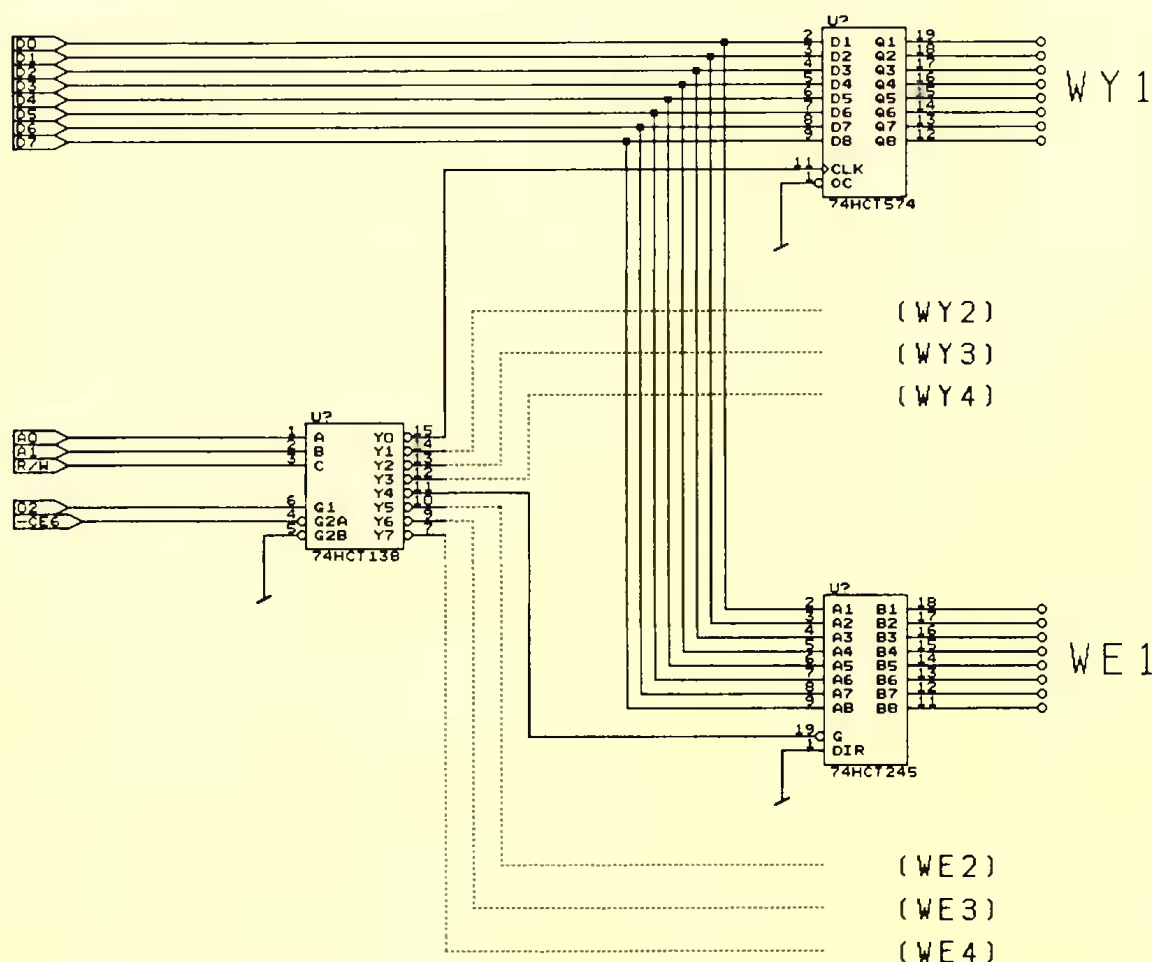 U?
D0
D1
D2
D3
D4
D5
D6
D7
2 D1 Q1 19
3 D2 Q2 18
4 D3 Q3 17
5 D4 Q4 16
6 D5 Q5 15
7 D6 Q6 14
8 D7 Q7 13
9 D8 Q8 12
11 CLK
1 OC
74HCT574
WY1
(WY2)
(WY3)
(WY4)
U?
A0 1 A Y0 15
A1 2 B Y1 14
R/W 3 C Y2 13
Y3 12
Y4 11
O2 6 G1 Y5 10
-CE6 4 G2A Y6 9
5 G2B Y7 7
74HCT138
U?
2 A1 B1 18
3 A2 B2 17
4 A3 B3 16
5 A4 B4 15
6 A5 B5 14
7 A6 B6 13
8 A7 B7 12
9 A8 B8 11
19 G
1 DIR
74HCT245
WE1
(WE2)
(WE3)
(WE4)